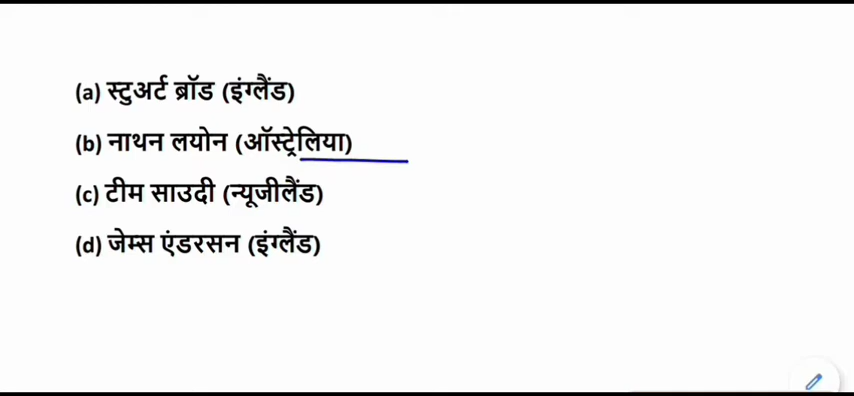 (a) स्टुअर्ट ब्रॉड (इंग्लैंड)
(b) नाथन लयोन (ऑस्ट्रेलिया)
(c) टीम साउदी (न्यूजीलैंड)
(d) जेम्स एंडरसन (इंग्लैंड)